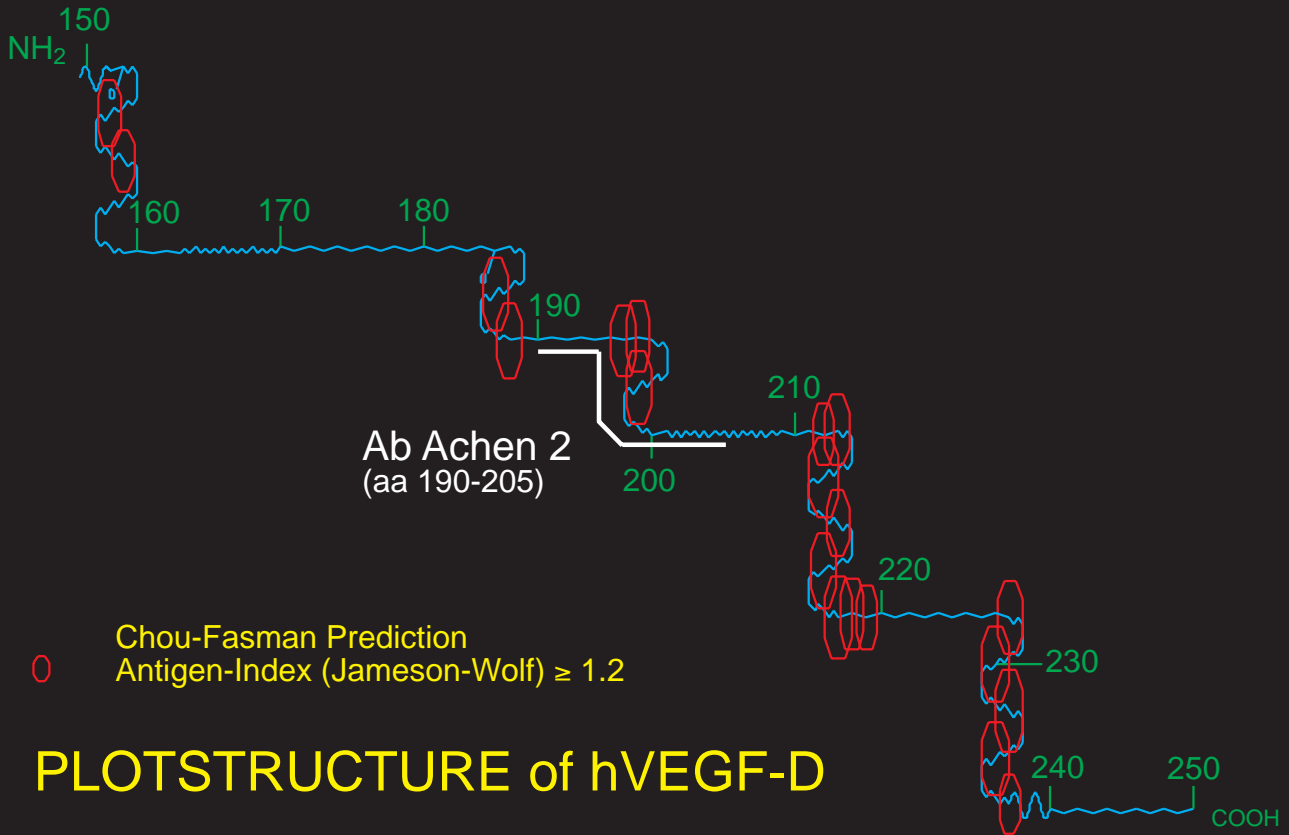 150
NH₂
160
170
180
190
210
Ab Achen 2
(aa 190-205)
200
220
Chou-Fasman Prediction
Antigen-Index (Jameson-Wolf) ≥ 1.2
230
PLOTSTRUCTURE of hVEGF-D
240
250
COOH